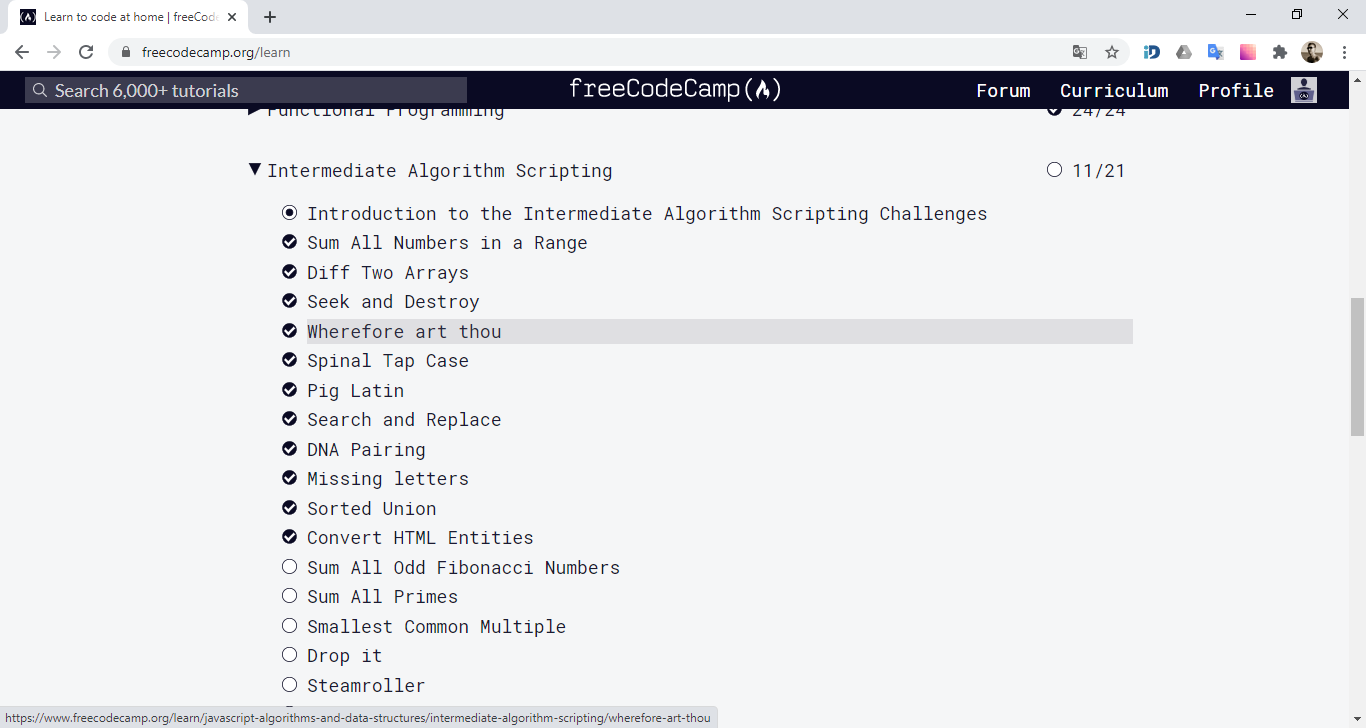 Learn to code at home | freeCod
freecodecamp.org/learn
Search 6,000+ tutorials
freeCodeCamp
Forum
Curriculum
Profile
Functional Programming
24/24
Intermediate Algorithm Scripting
11/21
Introduction to the Intermediate Algorithm Scripting Challenges
Sum All Numbers in a Range
Diff Two Arrays
Seek and Destroy
Wherefore art thou
Spinal Tap Case
Pig Latin
Search and Replace
DNA Pairing
Missing letters
Sorted Union
Convert HTML Entities
Sum All Odd Fibonacci Numbers
Sum All Primes
Smallest Common Multiple
Drop it
Steamroller
https://www.freecodecamp.org/learn/javascript-algorithms-and-data-structures/intermediate-algorithm-scripting/wherefore-art-thou